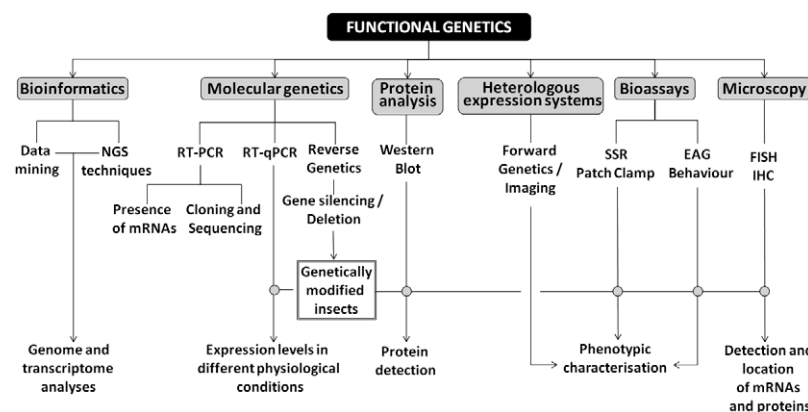 FUNCTIONAL GENETICS
Bioinformatics
Molecular genetics
Protein
analysis
Heterologous
expression systems
Bioassays
Microscopy
Data
mining
NGS
techniques
RT-PCR
RT-qPCR
Reverse
Genetics
Western
Blot
Forward
Genetics /
Imaging
SSR
Patch Clamp
EAG
Behaviour
FISH
IHC
Presence
of mRNAs
Cloning and
Sequencing
Gene silencing /
Deletion
Genetically
modified
insects
Genome and
transcriptome
analyses
Expression levels in
different physiological
conditions
Protein
detection
Phenotypic
characterisation
Detection and
location
of mRNAs
and proteins